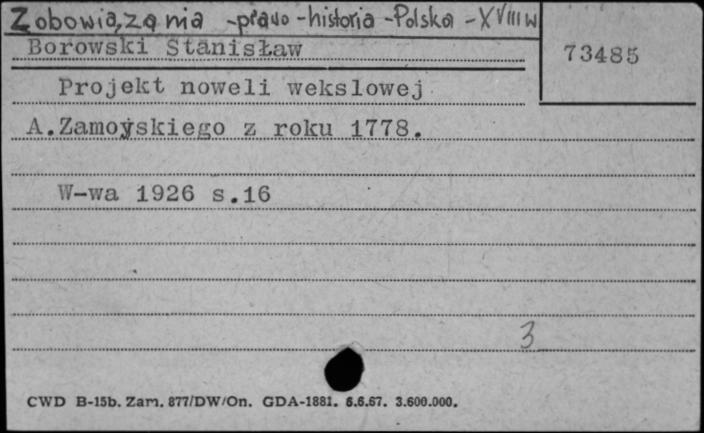 Zobowiązania - prawo - historia - Polska - XVIII w
Borowski Stanisław
73485
Projekt noweli wekslowej
A.Zamoyskiego z roku 1778.
W-wa 1926 s.16
3
CWD B-15b. Zam. 877/DW/On. GDA-1881. 6.6.67. 3.600.000.